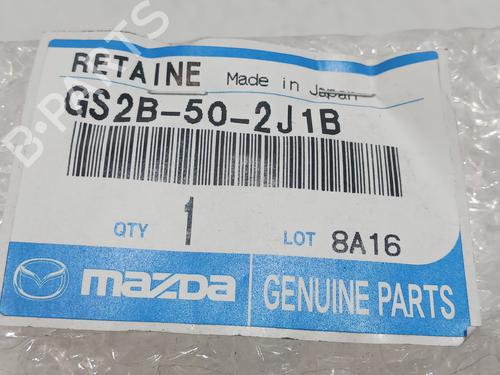 RETAINE Made in Japan
GS2B-50-2J1B
QTY 1 LOT 8A16
mazda GENUINE PARTS
B-PARTS